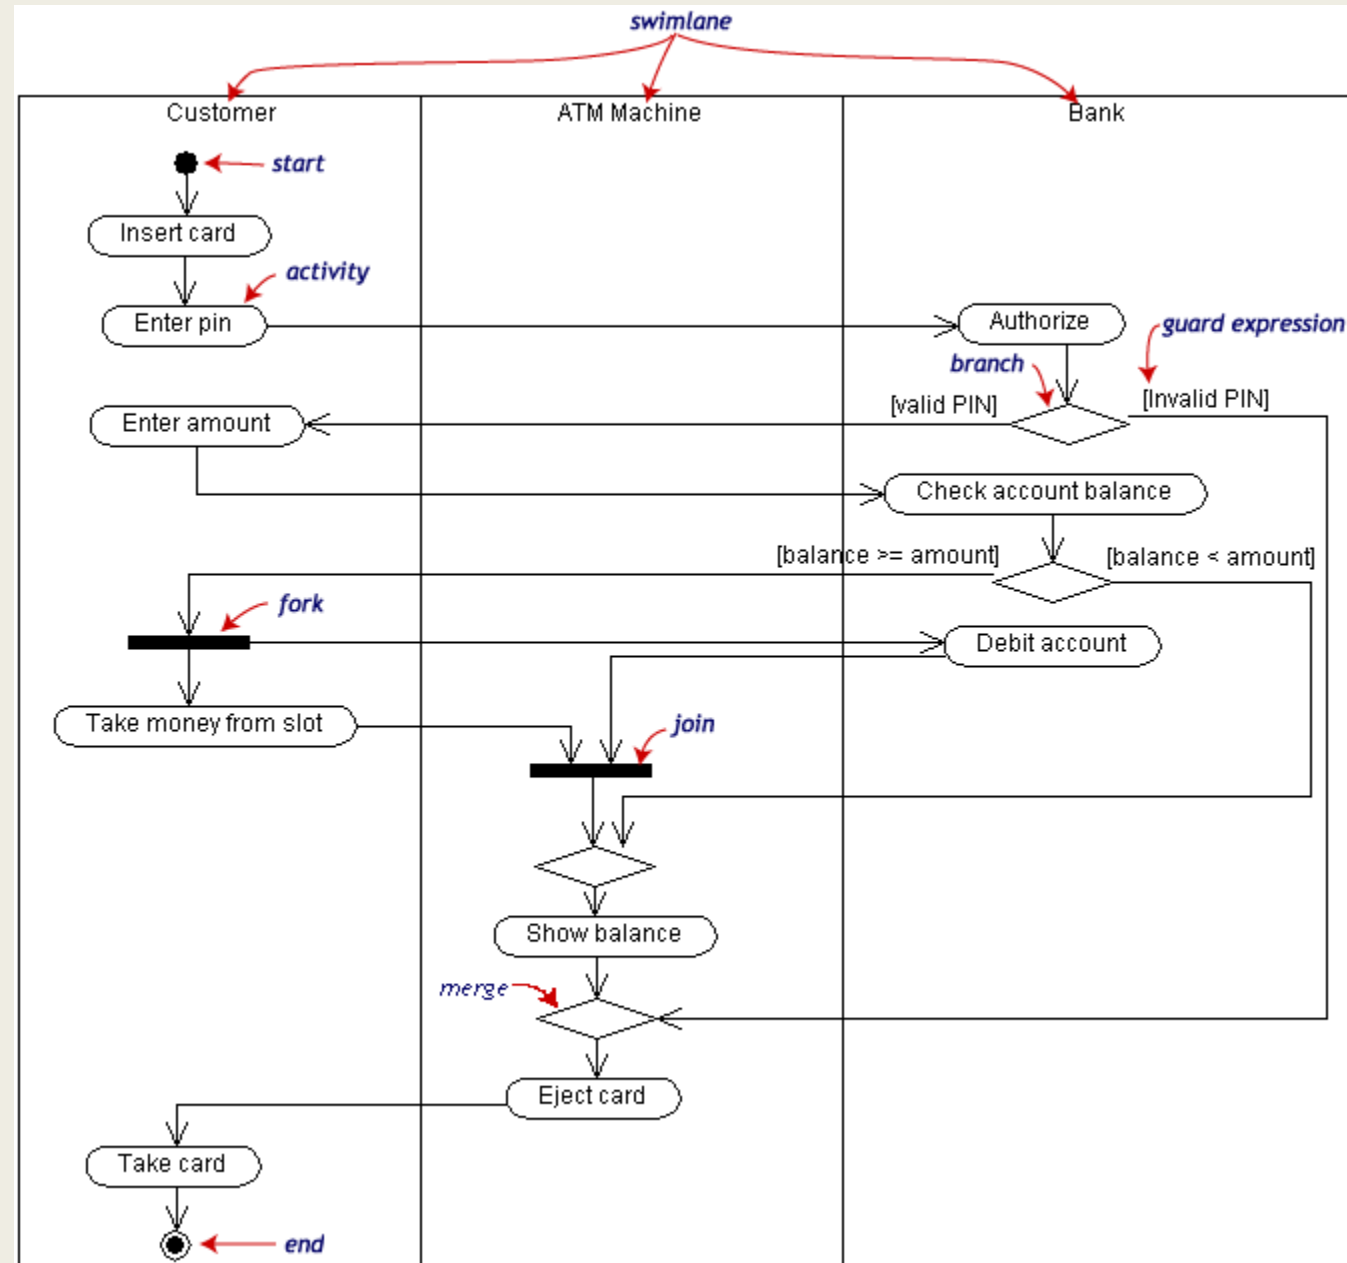 swimlane
Customer
ATM Machine
Bank
start
Insert card
activity
Enter pin
Authorize
guard expression
branch
[valid PIN]
[Invalid PIN]
Enter amount
Check account balance
[balance >= amount]
[balance < amount]
fork
Debit account
Take money from slot
join
Show balance
merge
Eject card
Take card
end